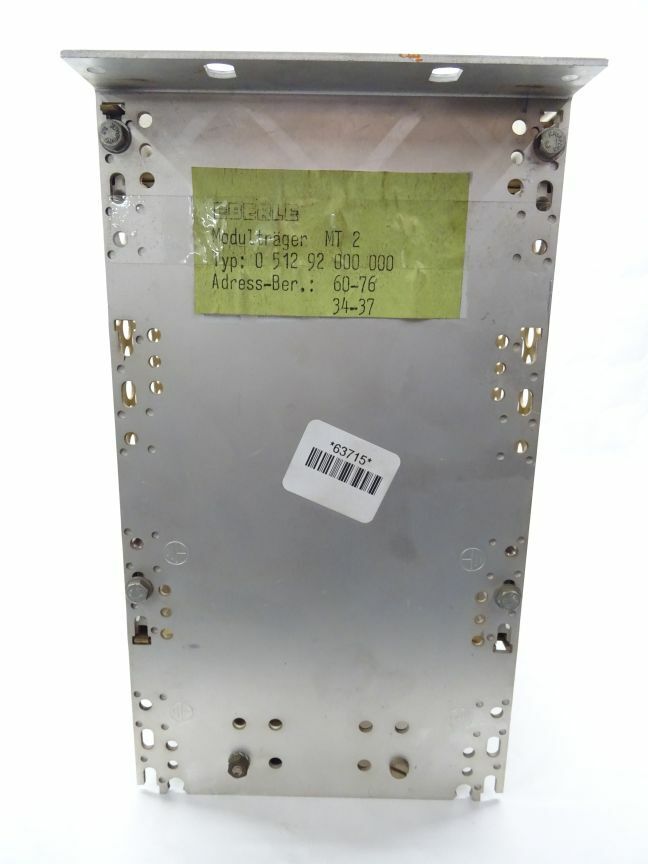 EBERLE
Modulträger MT 2
Typ: 0 512 92 000 000
Adress-Ber.: 60-76
34-37
*63715*